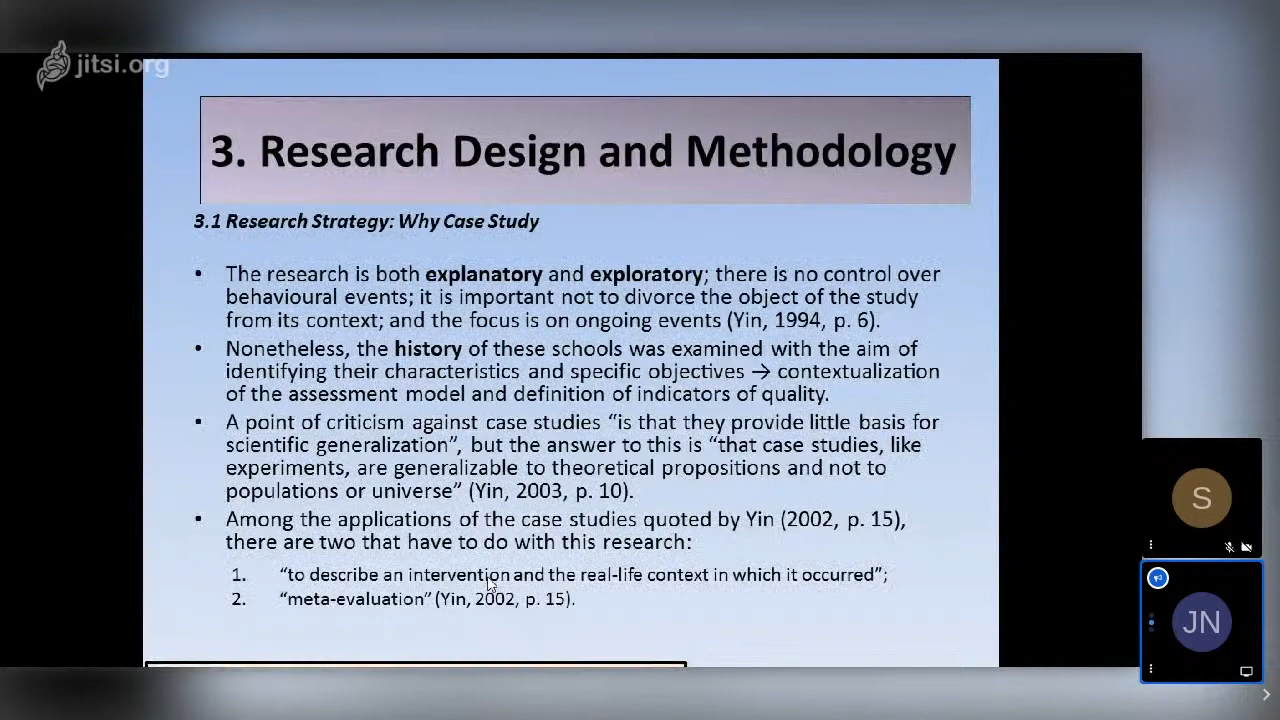 jitsi.org
3. Research Design and Methodology
3.1 Research Strategy: Why Case Study
• The research is both explanatory and exploratory; there is no control over
behavioural events; it is important not to divorce the object of the study
from its context; and the focus is on ongoing events (Yin, 1994, p. 6).
• Nonetheless, the history of these schools was examined with the aim of
identifying their characteristics and specific objectives → contextualization
of the assessment model and definition of indicators of quality.
• A point of criticism against case studies “is that they provide little basis for
scientific generalization”, but the answer to this is “that case studies, like
experiments, are generalizable to theoretical propositions and not to
populations or universe” (Yin, 2003, p. 10).
• Among the applications of the case studies quoted by Yin (2002, p. 15),
there are two that have to do with this research:
1. “to describe an intervention and the real-life context in which it occurred”;
2. “meta-evaluation” (Yin, 2002, p. 15).
S
JN